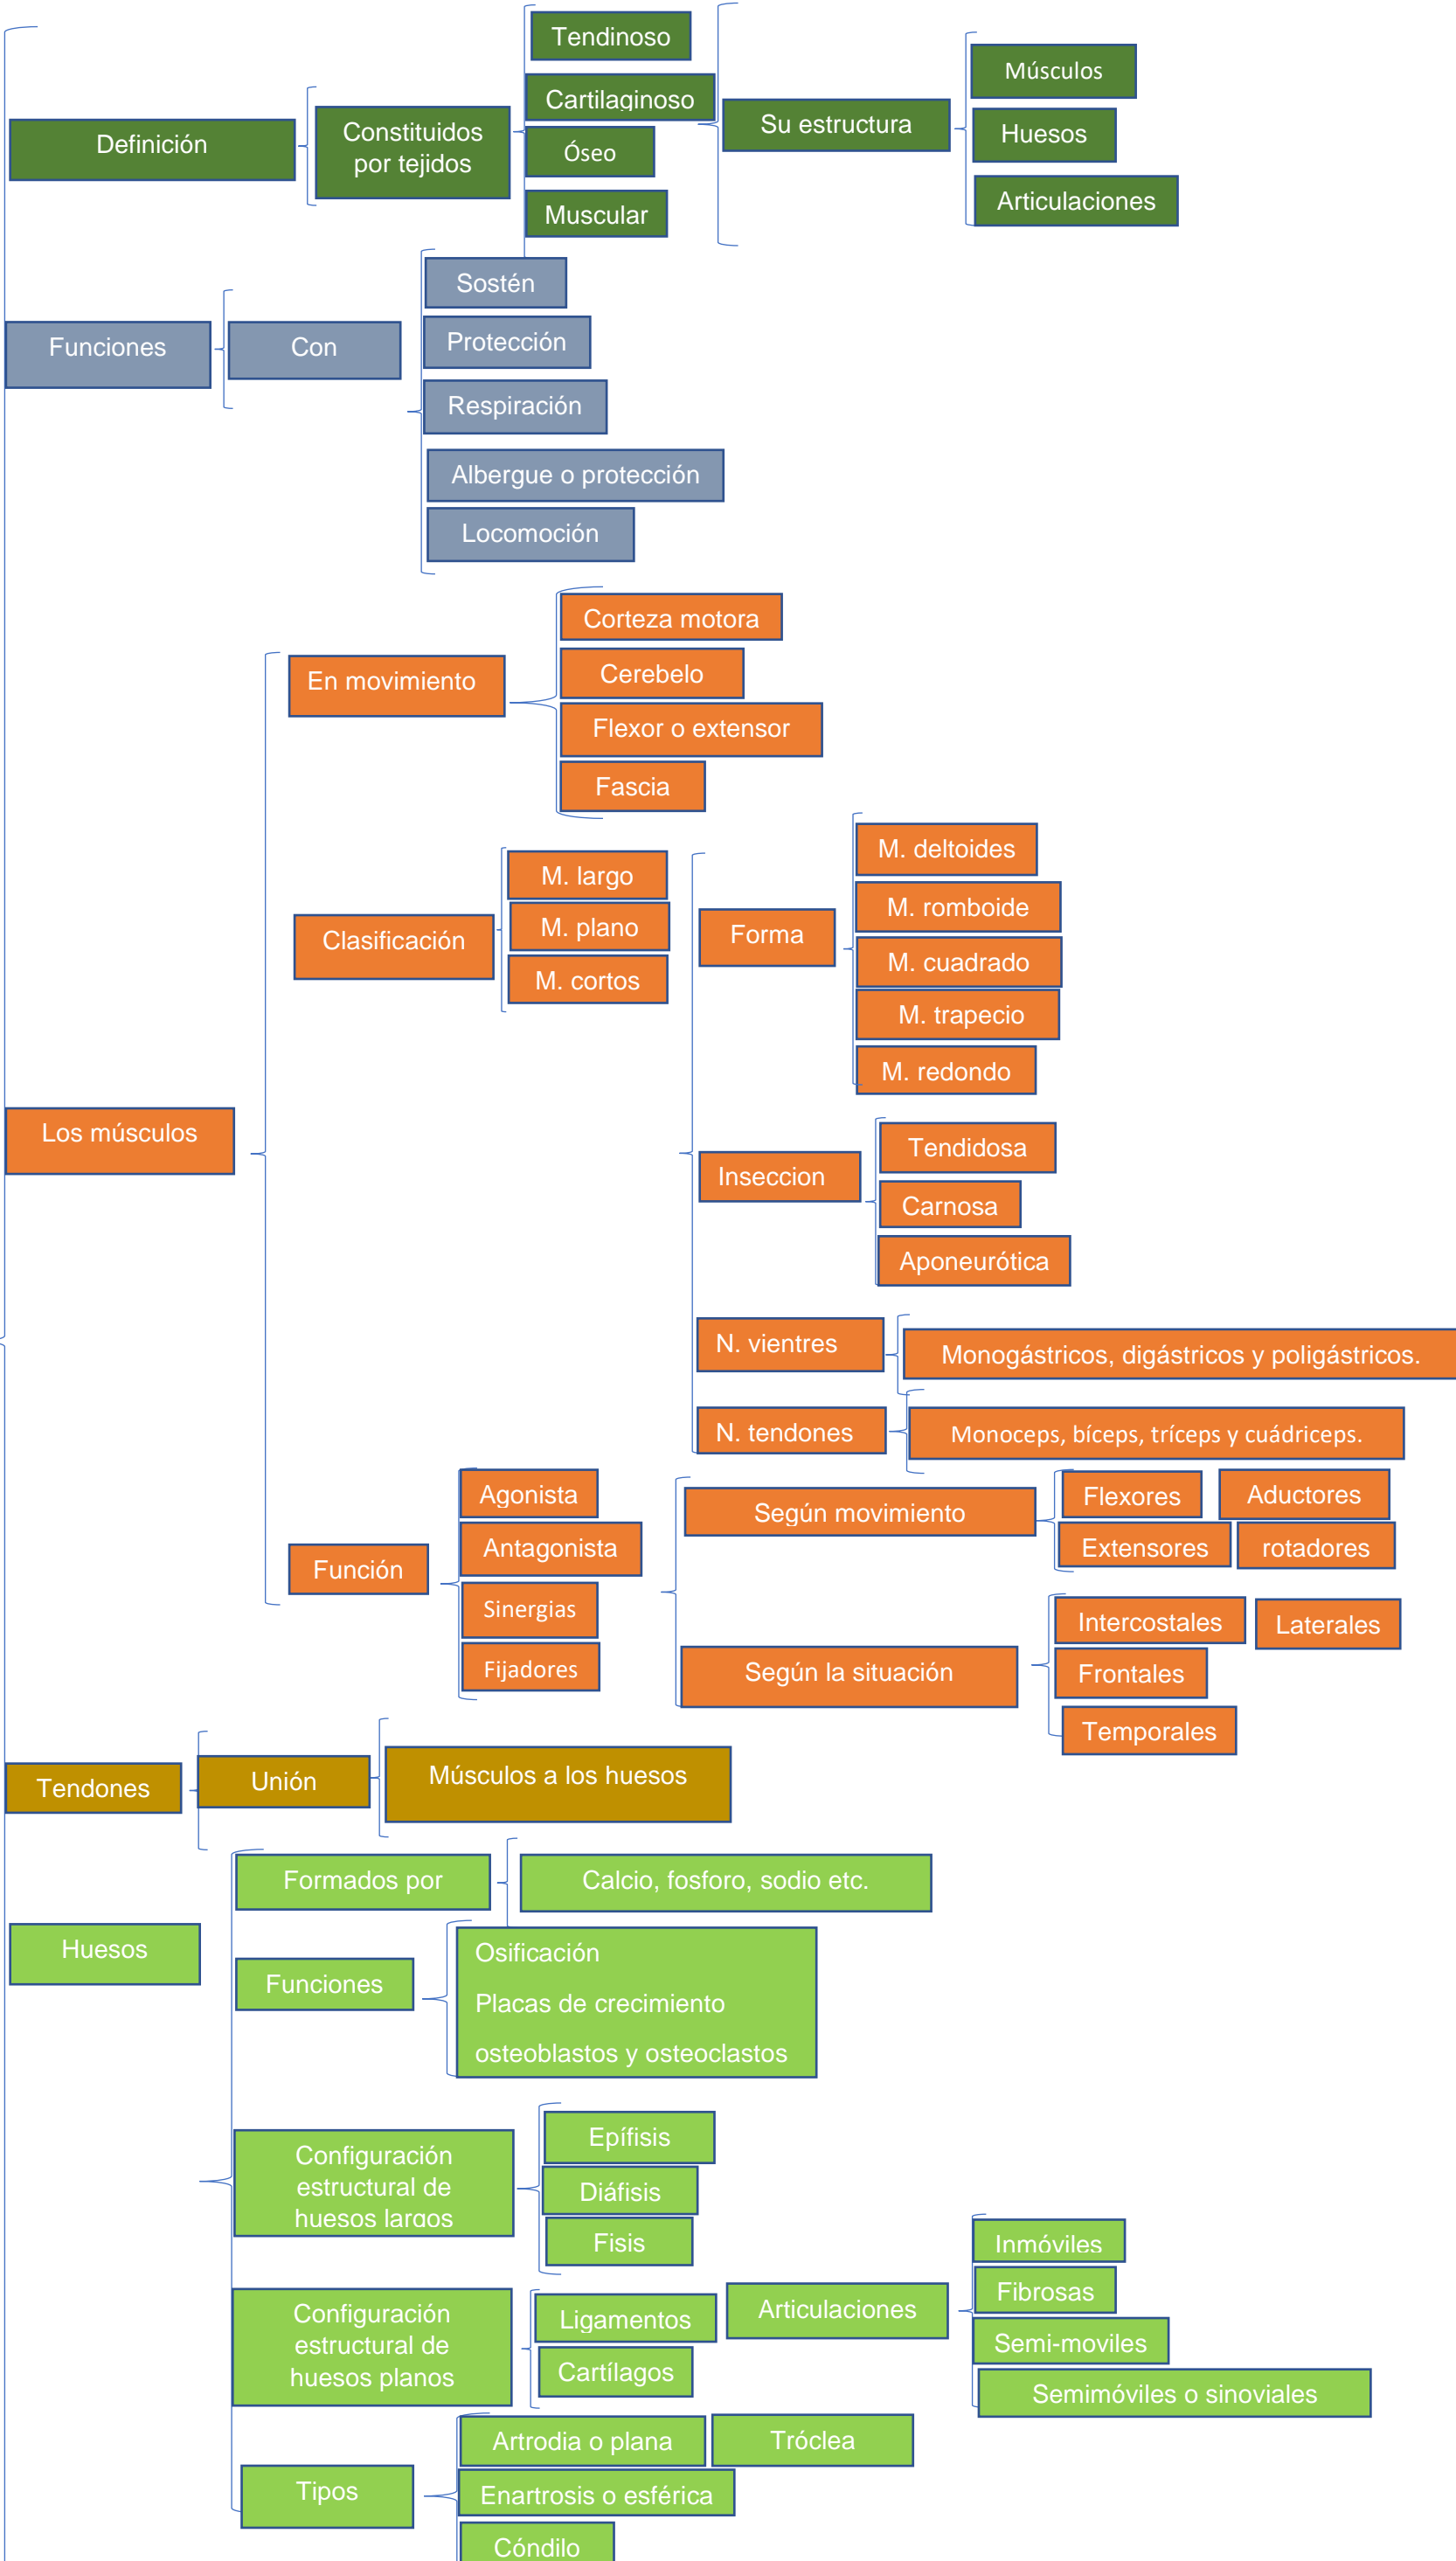 Definición
Constituidos
por tejidos
Tendinoso
Cartilaginoso
Óseo
Muscular
Su estructura
Músculos
Huesos
Articulaciones
Funciones
Con
Sostén
Protección
Respiración
Albergue o protección
Locomoción
Los músculos
En movimiento
Corteza motora
Cerebelo
Flexor o extensor
Fascia
Clasificación
M. largo
M. plano
M. cortos
Forma
M. deltoides
M. romboide
M. cuadrado
M. trapecio
M. redondo
Inseccion
Tendidosa
Carnosa
Aponeurótica
N. vientres
Monogástricos, digástricos y poligástricos.
N. tendones
Monoceps, bíceps, tríceps y cuádriceps.
Función
Agonista
Antagonista
Sinergias
Fijadores
Según movimiento
Flexores
Aductores
Extensores
rotadores
Según la situación
Intercostales
Laterales
Frontales
Temporales
Tendones
Unión
Músculos a los huesos
Huesos
Formados por
Calcio, fosforo, sodio etc.
Funciones
Osificación
Placas de crecimiento
osteoblastos y osteoclastos
Configuración
estructural de
huesos largos
Epífisis
Diáfisis
Fisis
Configuración
estructural de
huesos planos
Ligamentos
Cartílagos
Articulaciones
Inmóviles
Fibrosas
Semi-moviles
Semimóviles o sinoviales
Tipos
Artrodia o plana
Tróclea
Enartrosis o esférica
Cóndilo